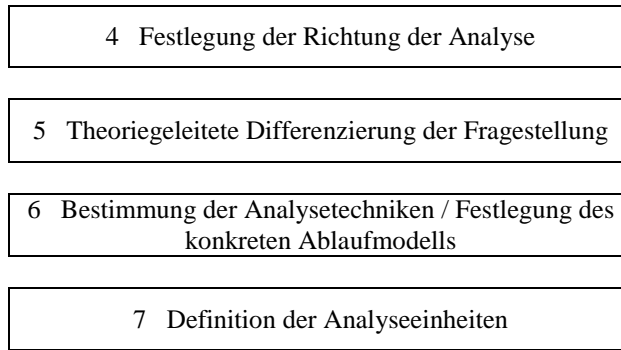 4 Festlegung der Richtung der Analyse
5 Theoriegeleitete Differenzierung der Fragestellung
6 Bestimmung der Analysetechniken / Festlegung des
konkreten Ablaufmodells
7 Definition der Analyseeinheiten